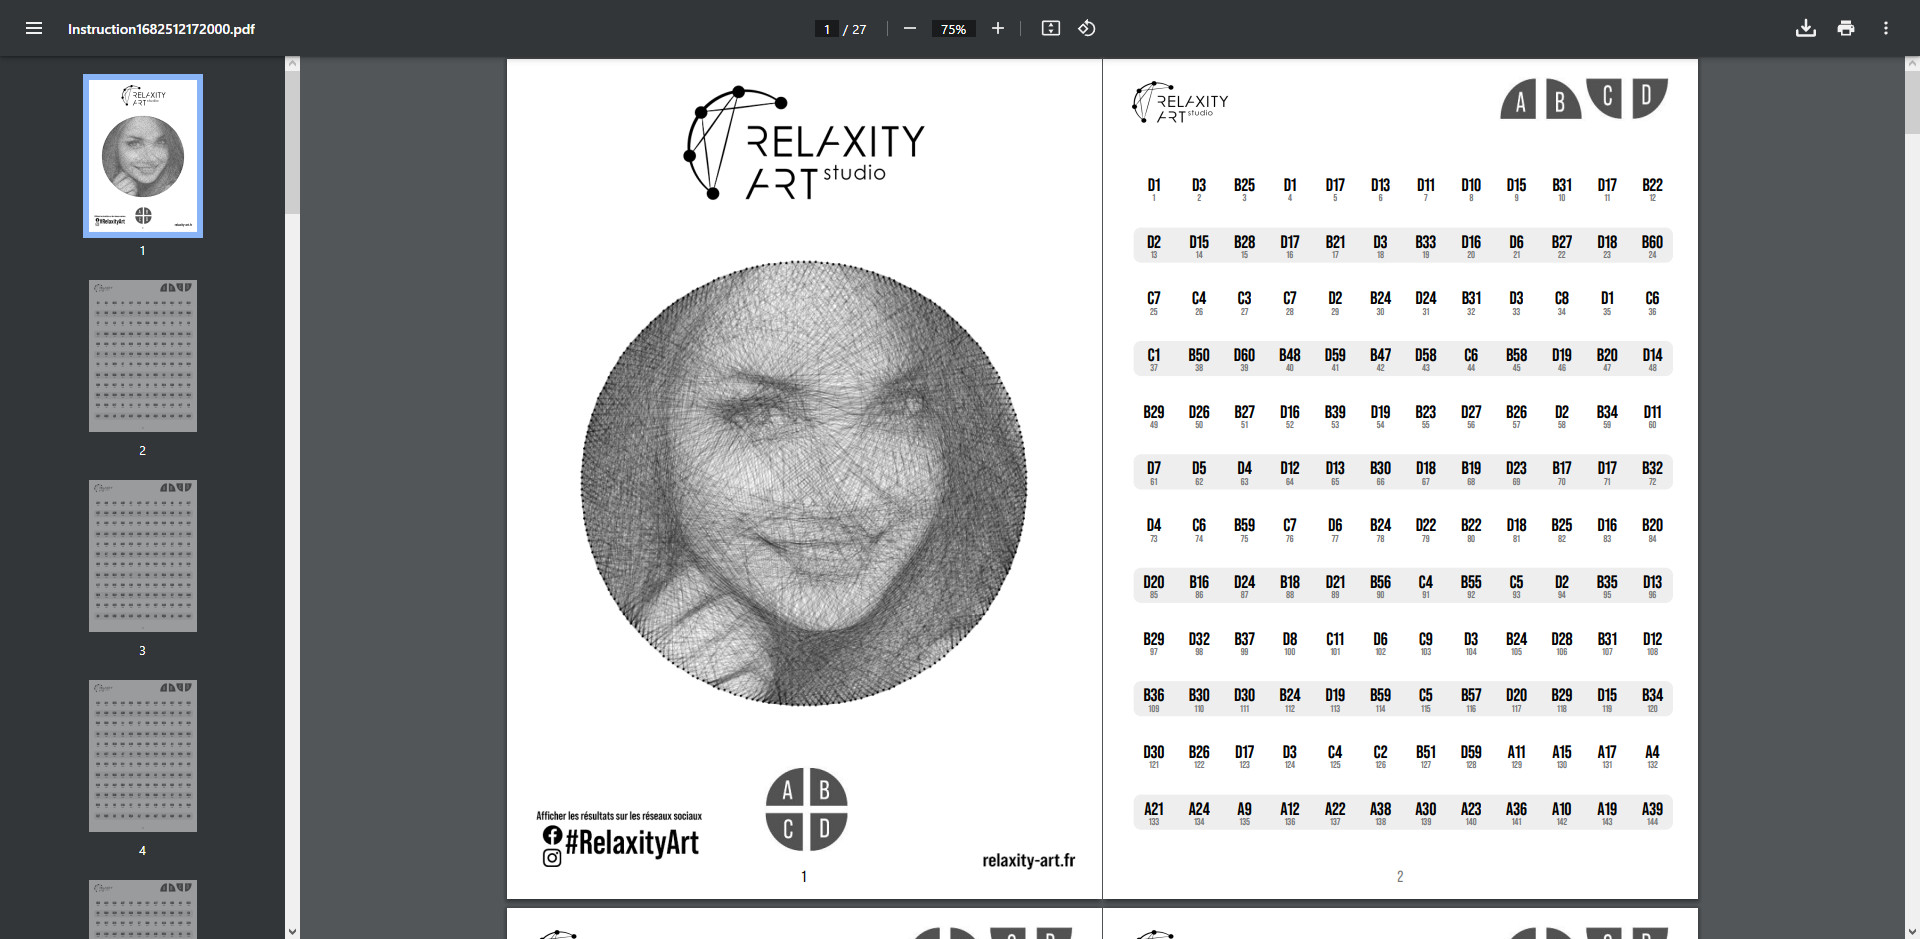 Instruction1682512172000.pdf
1 / 27
75%
1
2
3
4
RELAXITY
ART studio
A B
C D
Afficher les résultats sur les réseaux sociaux
#RelaxityArt
relaxity-art.fr
1
RELAXITY
ART studio
A B C D
D1 D3 B25 D1 D17 D13 D11 D10 D15 B31 D17 B22
1 2 3 4 5 6 7 8 9 10 11 12
D2 D15 B28 D17 B21 D3 B33 D16 D6 B27 D18 B60
13 14 15 16 17 18 19 20 21 22 23 24
C7 C4 C3 C7 D2 B24 D24 B31 D3 C8 D1 C6
25 26 27 28 29 30 31 32 33 34 35 36
C1 B50 D60 B48 D59 B47 D58 C6 B58 D19 B20 D14
37 38 39 40 41 42 43 44 45 46 47 48
B29 D26 B27 D16 B39 D19 B23 D27 B26 D2 B34 D11
49 50 51 52 53 54 55 56 57 58 59 60
D7 D5 D4 D12 D13 B30 D18 B19 D23 B17 D17 B32
61 62 63 64 65 66 67 68 69 70 71 72
D4 C6 B59 C7 D6 B24 D22 B22 D18 B25 D16 B20
73 74 75 76 77 78 79 80 81 82 83 84
D20 B16 D24 B18 D21 B56 C4 B55 C5 D2 B35 D13
85 86 87 88 89 90 91 92 93 94 95 96
B29 D32 B37 D8 C11 D6 C9 D3 B24 D28 B31 D12
97 98 99 100 101 102 103 104 105 106 107 108
B36 B30 D30 B24 D19 B59 C5 B57 D20 B29 D15 B34
109 110 111 112 113 114 115 116 117 118 119 120
D30 B26 D17 D3 C4 C2 B51 D59 A11 A15 A17 A4
121 122 123 124 125 126 127 128 129 130 131 132
A21 A24 A9 A12 A22 A38 A30 A23 A36 A10 A19 A39
133 134 135 136 137 138 139 140 141 142 143 144
2